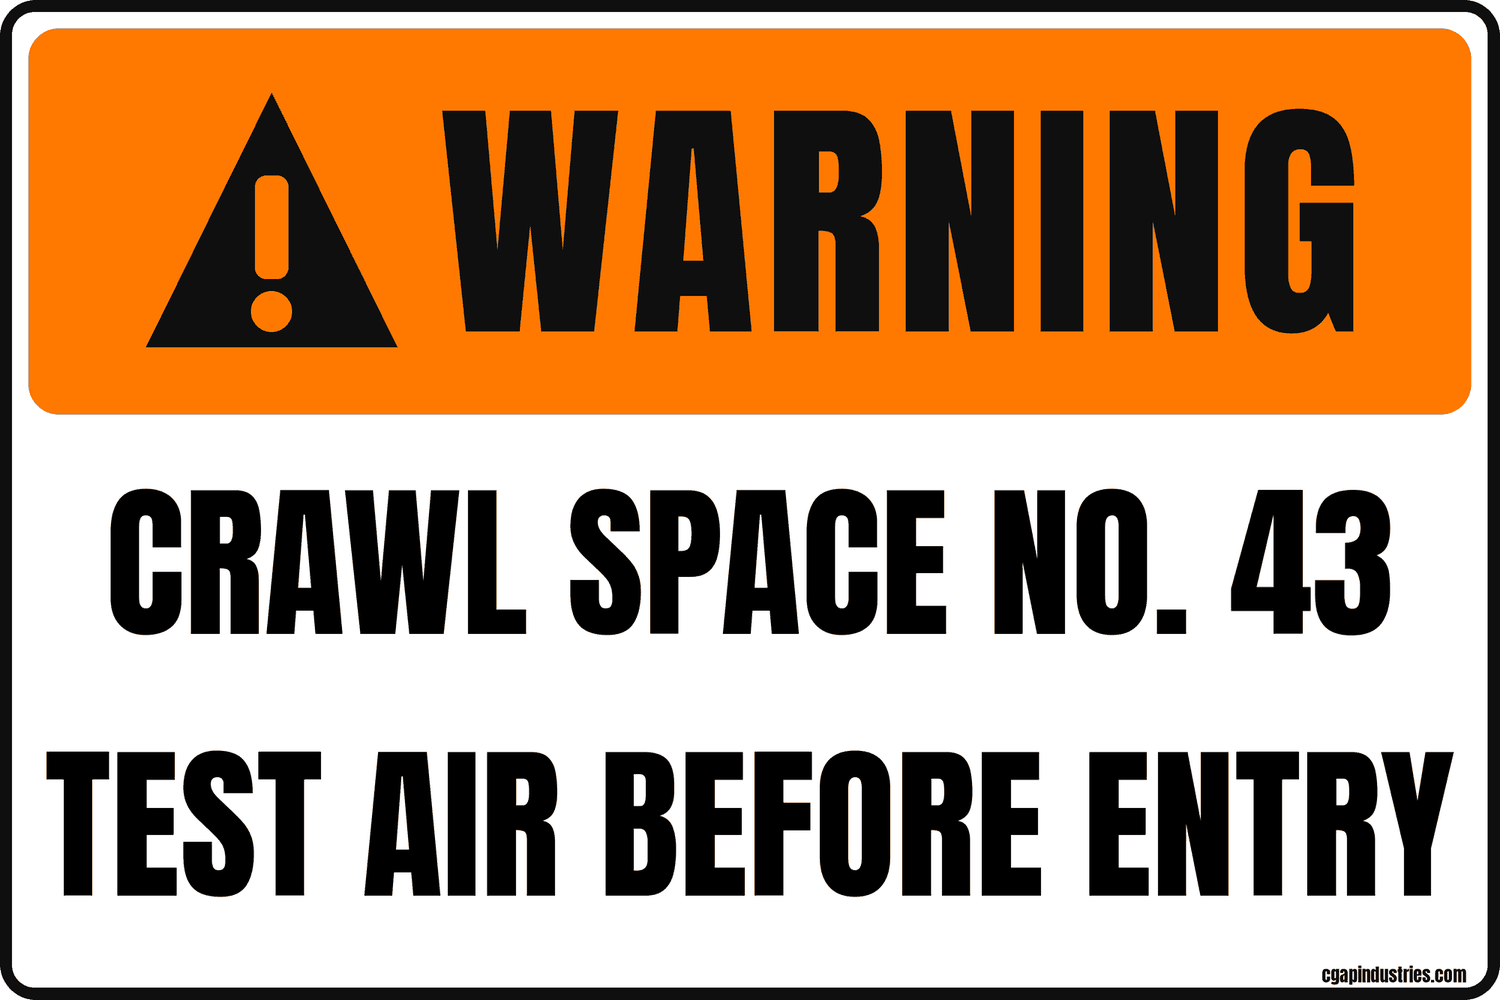 WARNING
CRAWL SPACE NO. 43
TEST AIR BEFORE ENTRY
cgapindustries.com